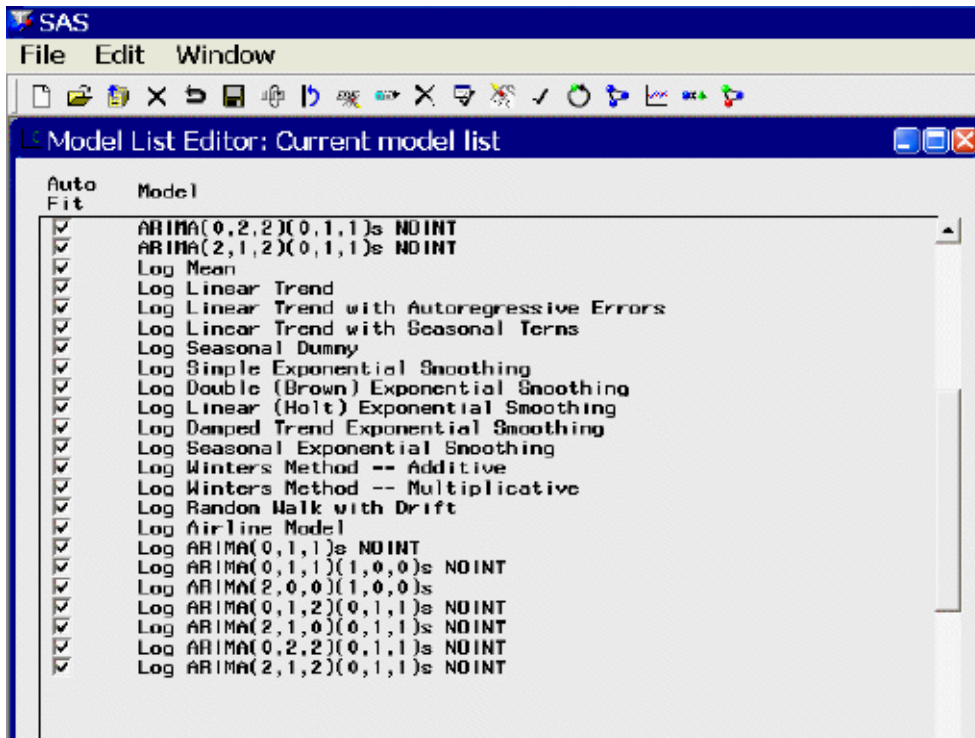 SAS
File Edit Window
Model List Editor: Current model list
Auto Fit Model
ARIMA(0,2,2)(0,1,1)s NOINT
ARIMA(2,1,2)(0,1,1)s NOINT
Log Mean
Log Linear Trend
Log Linear Trend with Autoregressive Errors
Log Linear Trend with Seasonal Terms
Log Seasonal Dummy
Log Simple Exponential Smoothing
Log Double (Brown) Exponential Smoothing
Log Linear (Holt) Exponential Smoothing
Log Damped Trend Exponential Smoothing
Log Seasonal Exponential Smoothing
Log Winters Method -- Additive
Log Winters Method -- Multiplicative
Log Random Walk with Drift
Log Airline Model
Log ARIMA(0,1,1)s NOINT
Log ARIMA(0,1,1)(1,0,0)s NOINT
Log ARIMA(2,0,0)(1,0,0)s
Log ARIMA(0,1,2)(0,1,1)s NOINT
Log ARIMA(2,1,0)(0,1,1)s NOINT
Log ARIMA(0,2,2)(0,1,1)s NOINT
Log ARIMA(2,1,2)(0,1,1)s NOINT